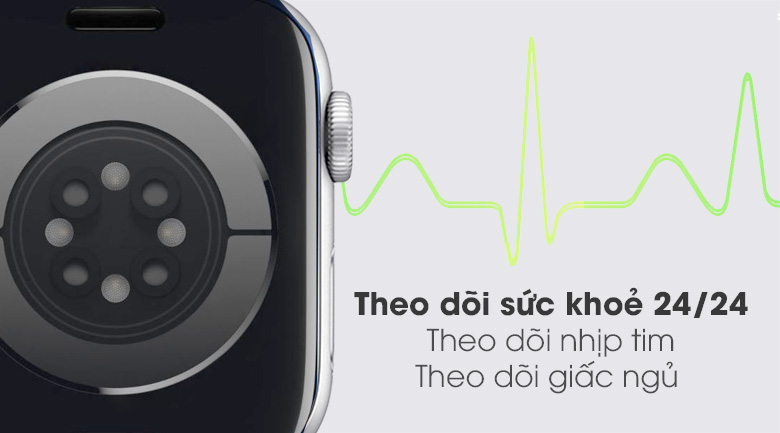 Theo dõi sức khoẻ 24/24
Theo dõi nhịp tim
Theo dõi giấc ngủ